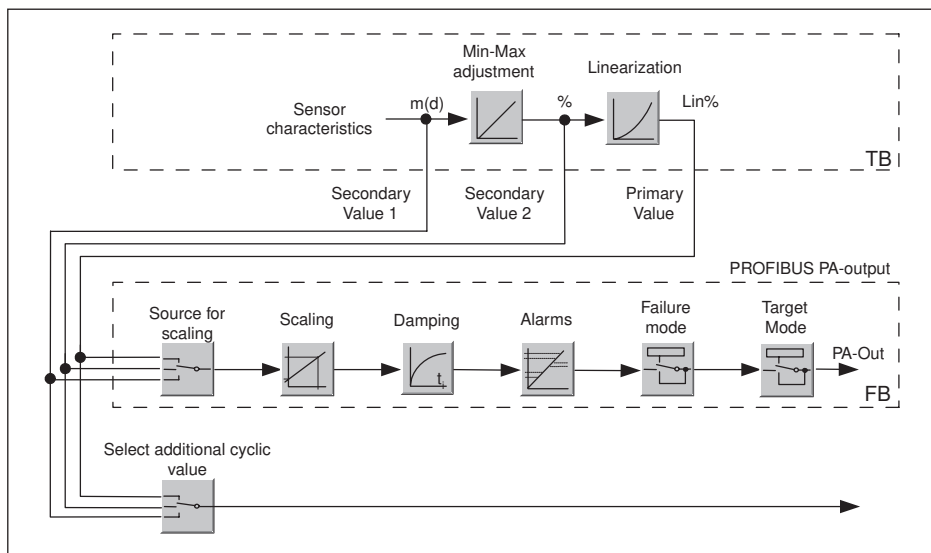 Min-Max
adjustment
Linearization
Sensor
characteristics
m(d)
%
Lin%
TB
Secondary
Value 1
Secondary
Value 2
Primary
Value
PROFIBUS PA-output
Source for
scaling
Scaling
Damping
Alarms
Failure
mode
Target
Mode
t
i
PA-Out
FB
Select additional cyclic
value